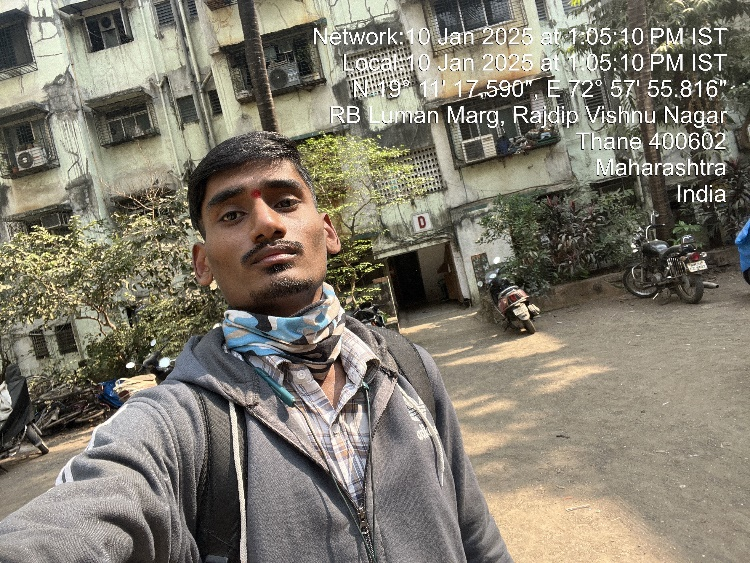 Network:10 Jan 2025 at 1:05:10 PM IST
Local:10 Jan 2025 at 1:05:10 PM IST
N 19° 11' 17.590", E 72° 57' 55.816"
RB Luman Marg, Rajdip Vishnu Nagar
Thane 400602
Maharashtra
India
D